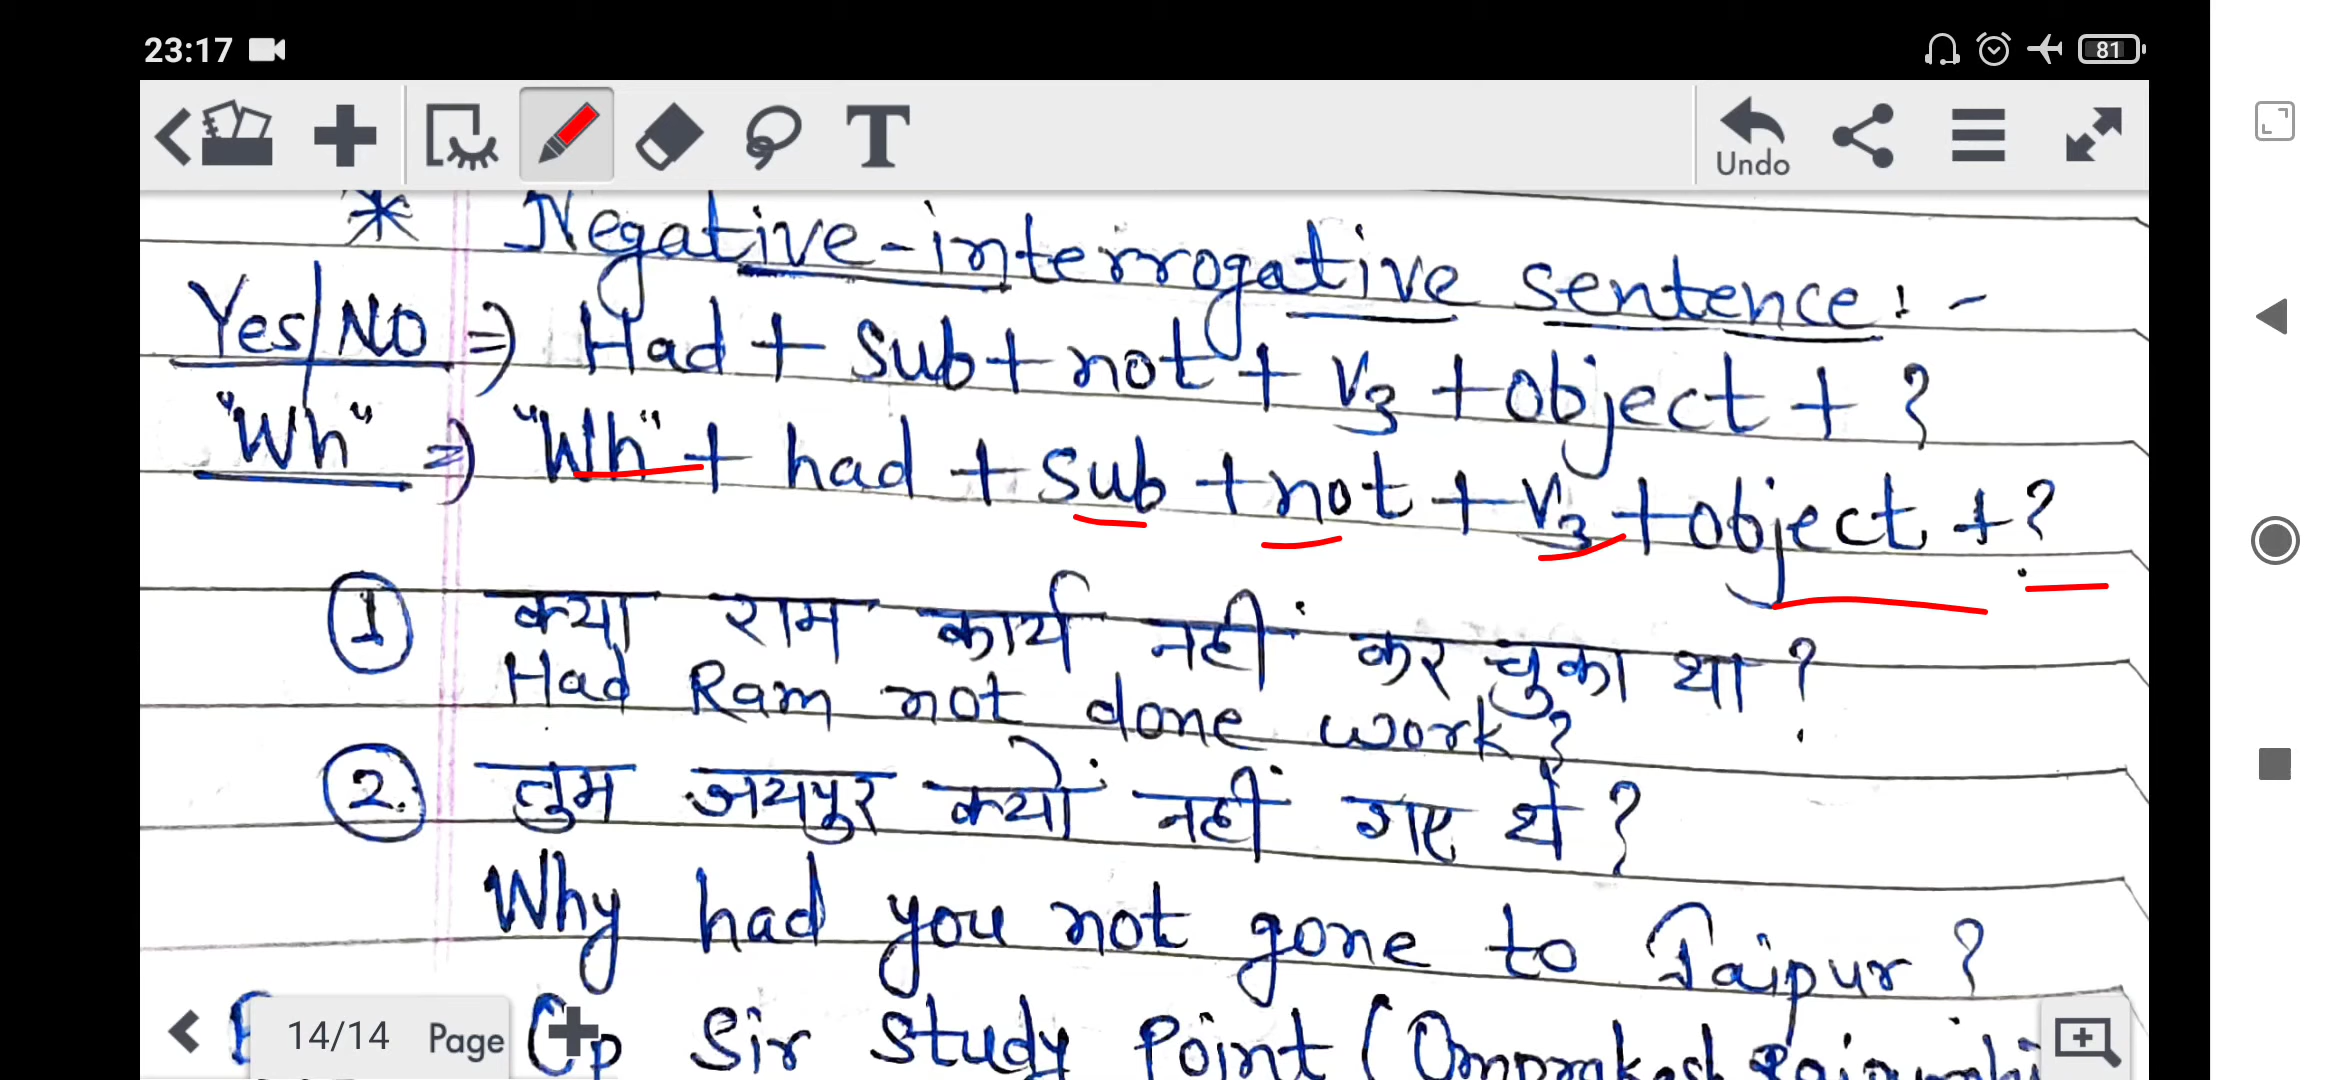 23:17
81
Undo
* Negative-interrogative sentence:-
Yes/No => Had + sub + not + V3 + object + ?
"Wh" => "Wh" + had + sub + not + V3 + object + ?
1 क्या राम कार्य नहीं कर चुका था ?
Had Ram not done work ?
2. तुम जयपुर क्यों नहीं गए थे ?
Why had you not gone to Jaipur ?
14/14 Page
Sir Study Point (Omprakash